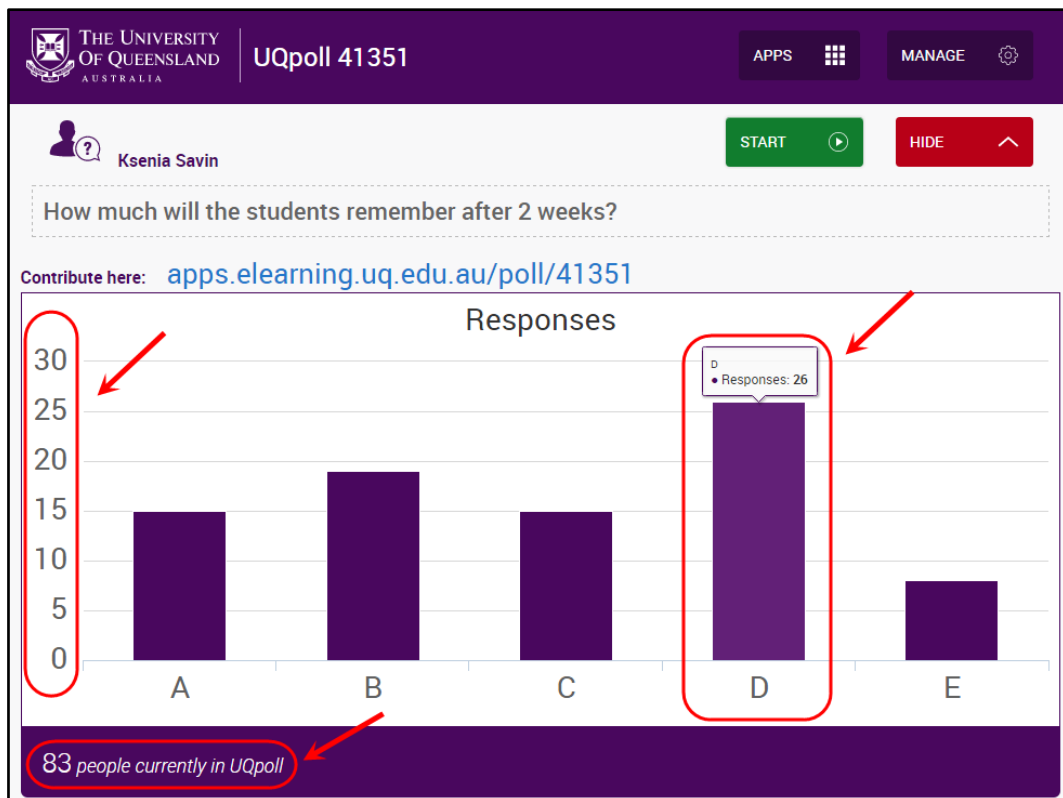 THE UNIVERSITY
OF QUEENSLAND
AUSTRALIA
UQpoll 41351
APPS
MANAGE
?
Ksenia Savin
START
HIDE
How much will the students remember after 2 weeks?
Contribute here: apps.elearning.uq.edu.au/poll/41351
Responses
30
25
20
15
10
5
0
D
• Responses: 26
A B C D E
83 people currently in UQpoll